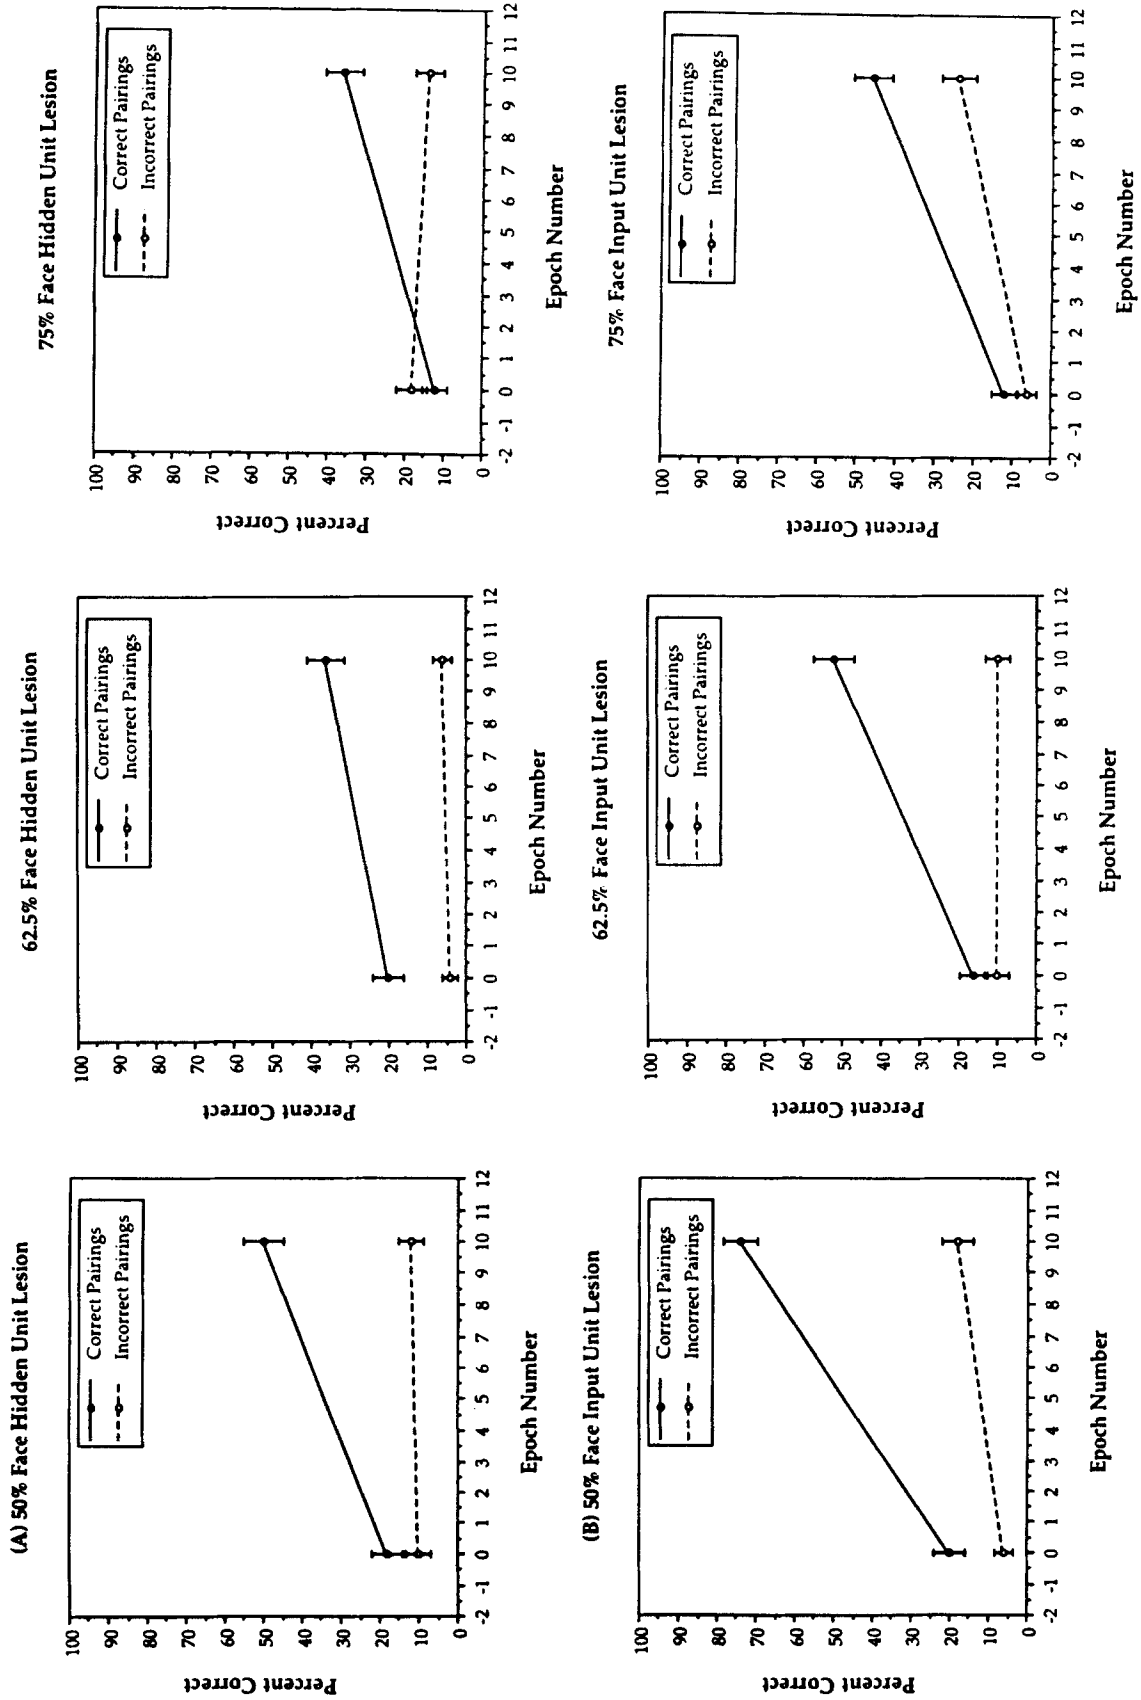 (A) 50% Face Hidden Unit Lesion
Percent Correct
100
90
80
70
60
50
40
30
20
10
0
Correct Pairings
Incorrect Pairings
-2 -1 0 1 2 3 4 5 6 7 8 9 10 11 12
Epoch Number
62.5% Face Hidden Unit Lesion
Percent Correct
100
90
80
70
60
50
40
30
20
10
0
Correct Pairings
Incorrect Pairings
-2 -1 0 1 2 3 4 5 6 7 8 9 10 11 12
Epoch Number
75% Face Hidden Unit Lesion
Percent Correct
100
90
80
70
60
50
40
30
20
10
0
Correct Pairings
Incorrect Pairings
-2 -1 0 1 2 3 4 5 6 7 8 9 10 11 12
Epoch Number
(B) 50% Face Input Unit Lesion
Percent Correct
100
90
80
70
60
50
40
30
20
10
0
Correct Pairings
Incorrect Pairings
-2 -1 0 1 2 3 4 5 6 7 8 9 10 11 12
Epoch Number
62.5% Face Input Unit Lesion
Percent Correct
100
90
80
70
60
50
40
30
20
10
0
Correct Pairings
Incorrect Pairings
-2 -1 0 1 2 3 4 5 6 7 8 9 10 11 12
Epoch Number
75% Face Input Unit Lesion
Percent Correct
100
90
80
70
60
50
40
30
20
10
0
Correct Pairings
Incorrect Pairings
-2 -1 0 1 2 3 4 5 6 7 8 9 10 11 12
Epoch Number